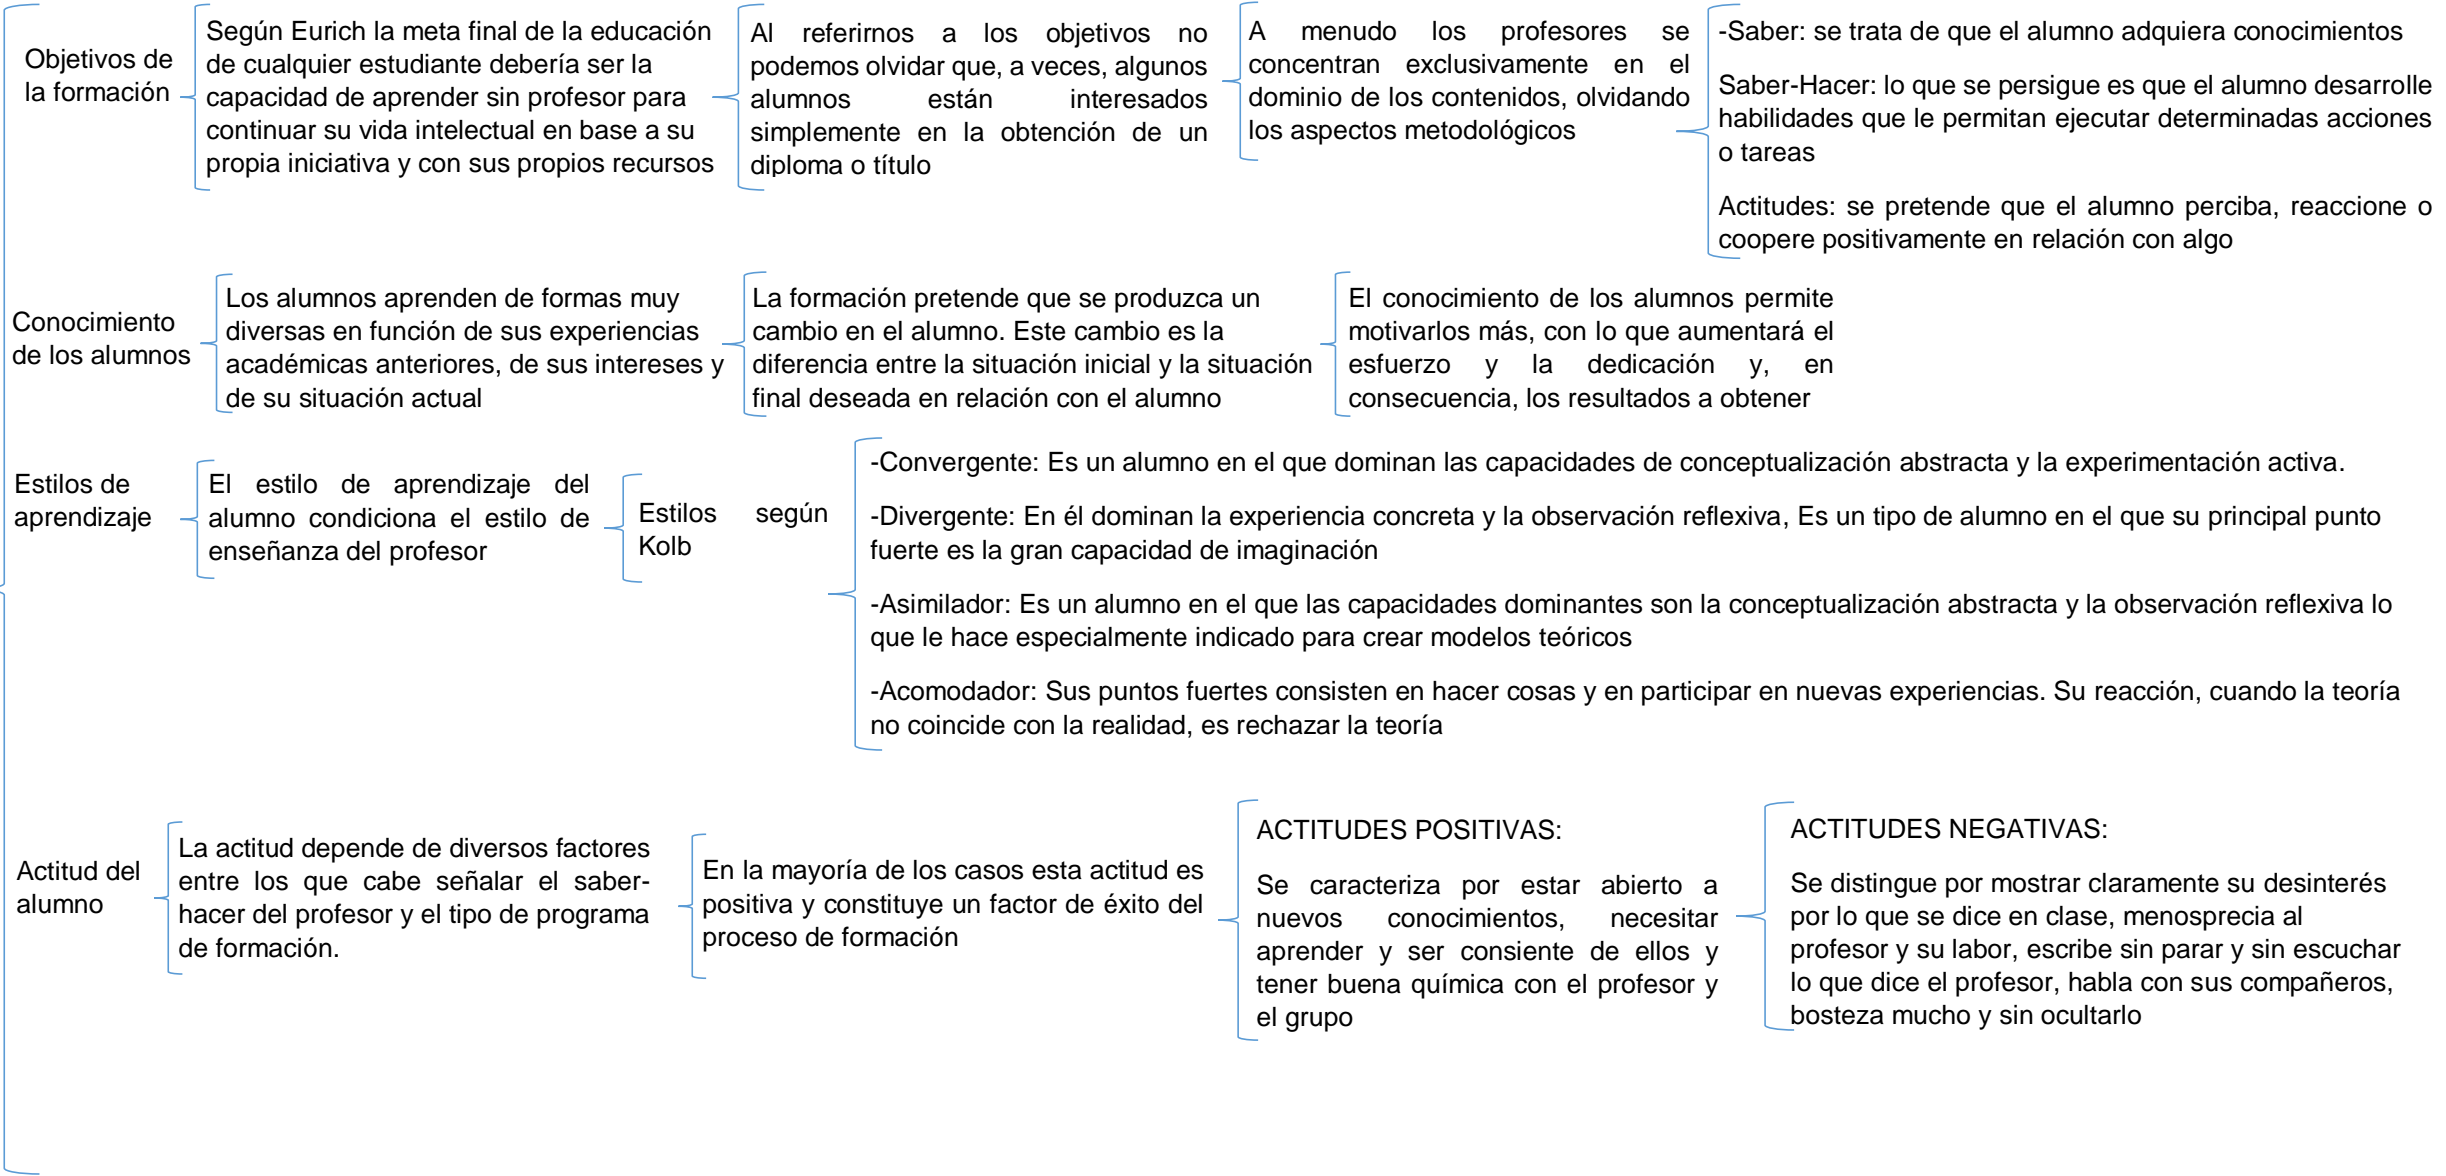 Objetivos de
la formación
Según Eurich la meta final de la educación
de cualquier estudiante debería ser la
capacidad de aprender sin profesor para
continuar su vida intelectual en base a su
propia iniciativa y con sus propios recursos
Al referirnos a los objetivos no
podemos olvidar que, a veces, algunos
alumnos están interesados
simplemente en la obtención de un
diploma o título
A menudo los profesores se
concentran exclusivamente en el
dominio de los contenidos, olvidando
los aspectos metodológicos
-Saber: se trata de que el alumno adquiera conocimientos
Saber-Hacer: lo que se persigue es que el alumno desarrolle
habilidades que le permitan ejecutar determinadas acciones
o tareas
Actitudes: se pretende que el alumno perciba, reaccione o
coopere positivamente en relación con algo
Conocimiento
de los alumnos
Los alumnos aprenden de formas muy
diversas en función de sus experiencias
académicas anteriores, de sus intereses y
de su situación actual
La formación pretende que se produzca un
cambio en el alumno. Este cambio es la
diferencia entre la situación inicial y la situación
final deseada en relación con el alumno
El conocimiento de los alumnos permite
motivarlos más, con lo que aumentará el
esfuerzo y la dedicación y, en
consecuencia, los resultados a obtener
Estilos de
aprendizaje
El estilo de aprendizaje del
alumno condiciona el estilo de
enseñanza del profesor
Estilos según
Kolb
-Convergente: Es un alumno en el que dominan las capacidades de conceptualización abstracta y la experimentación activa.
-Divergente: En él dominan la experiencia concreta y la observación reflexiva, Es un tipo de alumno en el que su principal punto
fuerte es la gran capacidad de imaginación
-Asimilador: Es un alumno en el que las capacidades dominantes son la conceptualización abstracta y la observación reflexiva lo
que le hace especialmente indicado para crear modelos teóricos
-Acomodador: Sus puntos fuertes consisten en hacer cosas y en participar en nuevas experiencias. Su reacción, cuando la teoría
no coincide con la realidad, es rechazar la teoría
Actitud del
alumno
La actitud depende de diversos factores
entre los que cabe señalar el saber-
hacer del profesor y el tipo de programa
de formación.
En la mayoría de los casos esta actitud es
positiva y constituye un factor de éxito del
proceso de formación
ACTITUDES POSITIVAS:
Se caracteriza por estar abierto a
nuevos conocimientos, necesitar
aprender y ser consiente de ellos y
tener buena química con el profesor y
el grupo
ACTITUDES NEGATIVAS:
Se distingue por mostrar claramente su desinterés
por lo que se dice en clase, menosprecia al
profesor y su labor, escribe sin parar y sin escuchar
lo que dice el profesor, habla con sus compañeros,
bosteza mucho y sin ocultarlo